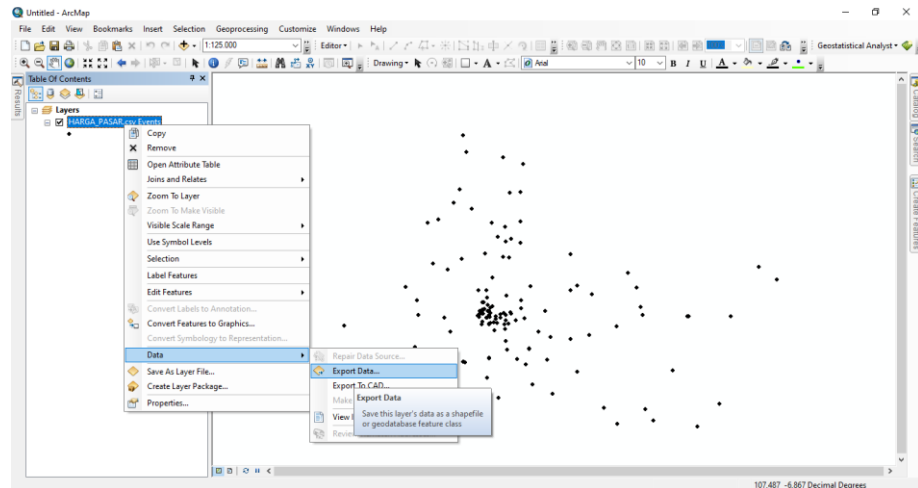 Untitled - ArcMap
File Edit View Bookmarks Insert Selection Geoprocessing Customize Windows Help
1:125.000 Editor Geostatistical Analyst
Drawing A Arial 10 B I U A
Table Of Contents
Results
Layers
HARGA_PASAR.csv Events
Copy
Remove
Open Attribute Table
Joins and Relates
Zoom To Layer
Zoom To Make Visible
Visible Scale Range
Use Symbol Levels
Selection
Label Features
Edit Features
Convert Labels to Annotation...
Convert Features to Graphics...
Convert Symbology to Representation...
Data
Save As Layer File...
Create Layer Package...
Properties...
Repair Data Source...
Export Data...
Export To CAD...
Make
View
Review
Export Data
Save this layer's data as a shapefile
or geodatabase feature class
Catalog
Search
Create Features
107.487 -6.867 Decimal Degrees